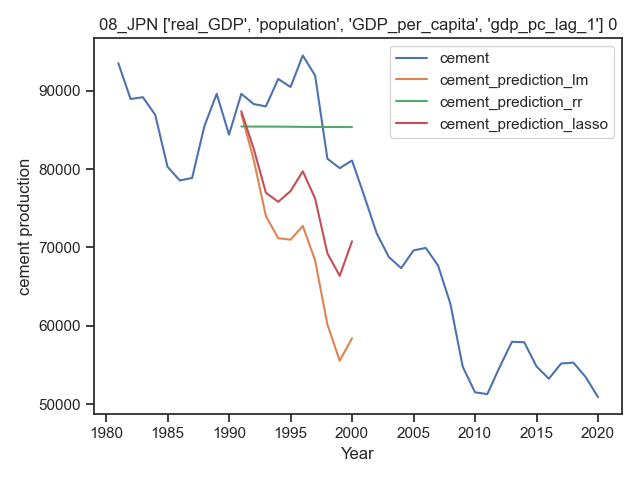 08_JPN ['real_GDP', 'population', 'GDP_per_capita', 'gdp_pc_lag_1'] 0
cement
cement_prediction_lm
cement_prediction_rr
cement_prediction_lasso
cement production
90000
80000
70000
60000
50000
1980 1985 1990 1995 2000 2005 2010 2015 2020
Year